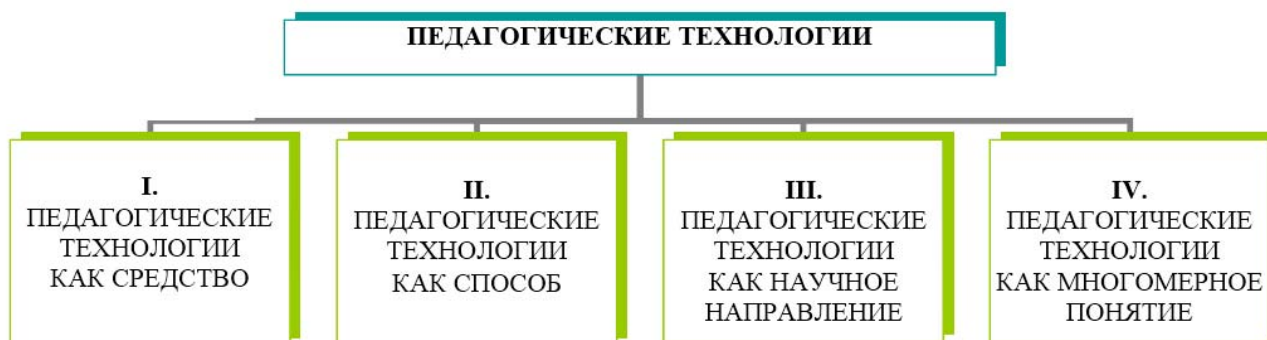 ПЕДАГОГИЧЕСКИЕ ТЕХНОЛОГИИ
I.
ПЕДАГОГИЧЕСКИЕ
ТЕХНОЛОГИИ
КАК СРЕДСТВО
II.
ПЕДАГОГИЧЕСКИЕ
ТЕХНОЛОГИИ
КАК СПОСОБ
III.
ПЕДАГОГИЧЕСКИЕ
ТЕХНОЛОГИИ
КАК НАУЧНОЕ
НАПРАВЛЕНИЕ
IV.
ПЕДАГОГИЧЕСКИЕ
ТЕХНОЛОГИИ
КАК МНОГОМЕРНОЕ
ПОНЯТИЕ